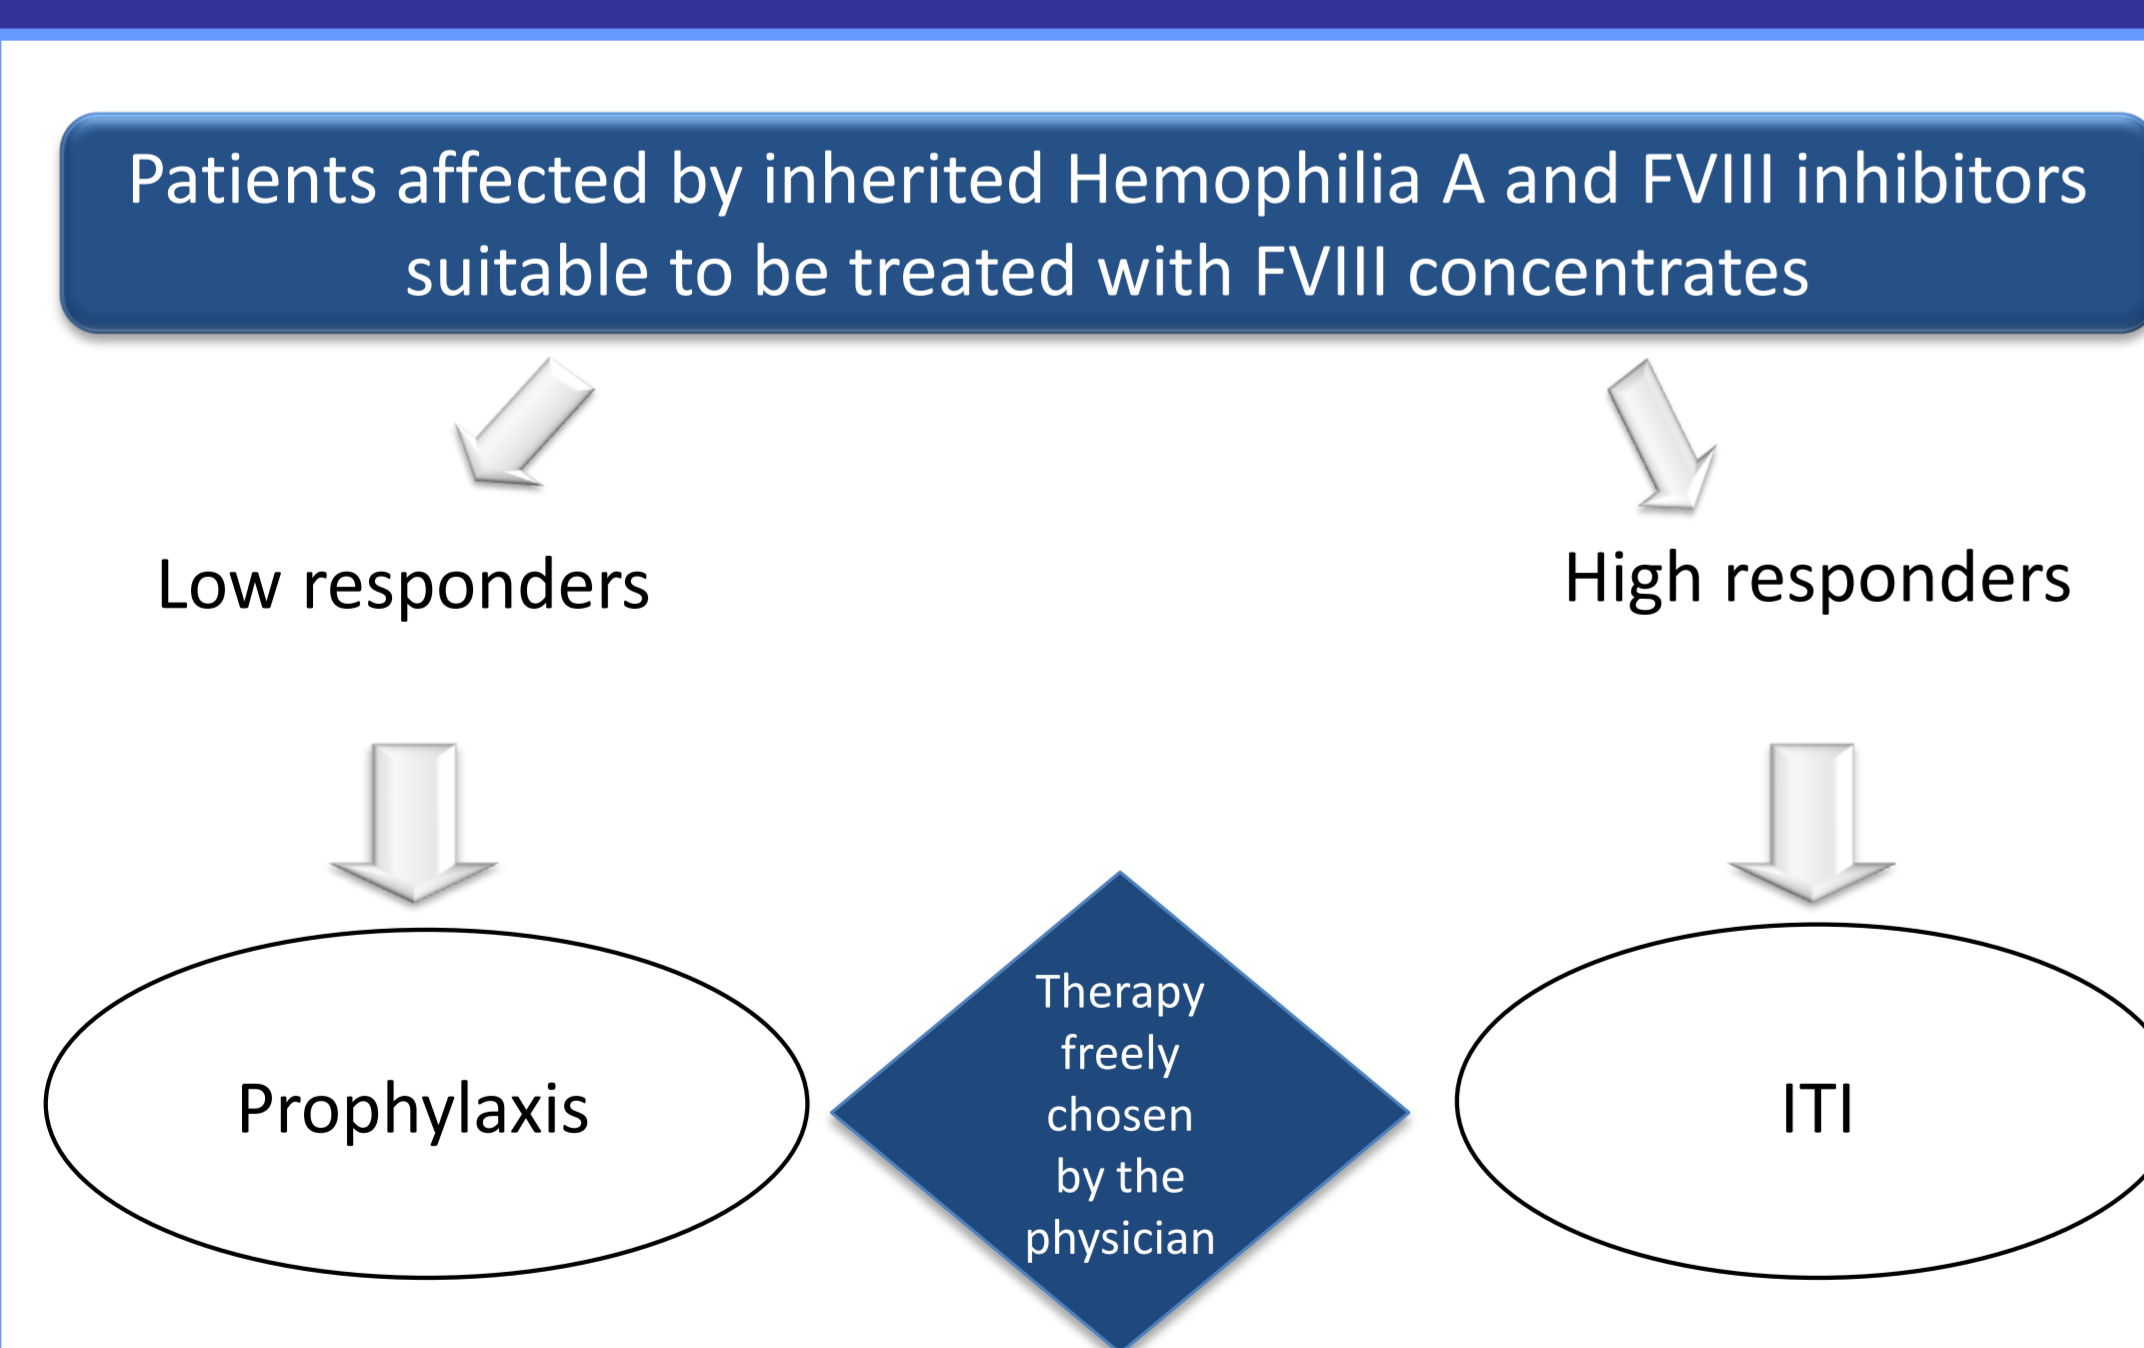 Patients affected by inherited Hemophilia A and FVIII inhibitors
suitable to be treated with FVIII concentrates
Low responders
High responders
Prophylaxis
Therapy
freely
chosen
by the
physician
ITI